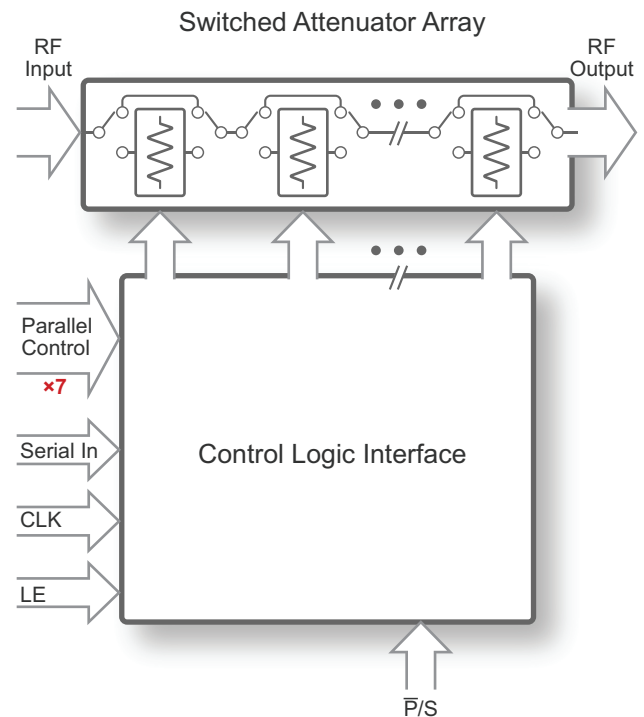 Switched Attenuator Array
RF
Input
RF
Output
Parallel
Control
×7
Serial In
CLK
LE
Control Logic Interface
P̅/S